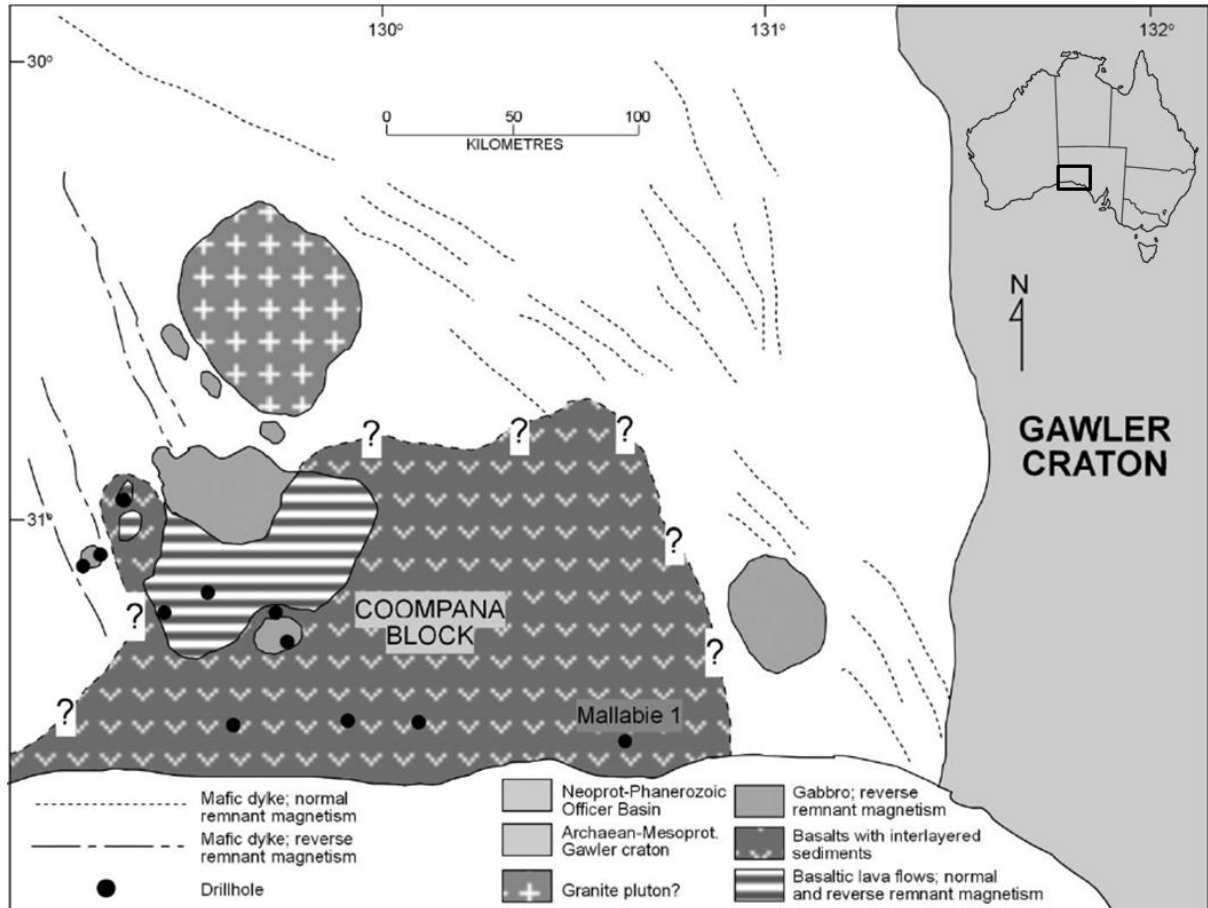 130°
131°
132°
30°
0
50
100
KILOMETRES
N
GAWLER
CRATON
?
?
?
31°
?
?
COOMPANA
BLOCK
?
?
Mallabie 1
Mafic dyke; normal
remnant magnetism
Mafic dyke; reverse
remnant magnetism
Drillhole
Neoprot-Phanerozoic
Officer Basin
Archaean-Mesoprot.
Gawler craton
Granite pluton?
Gabbro; reverse
remnant magnetism
Basalts with interlayered
sediments
Basaltic lava flows; normal
and reverse remnant magnetism